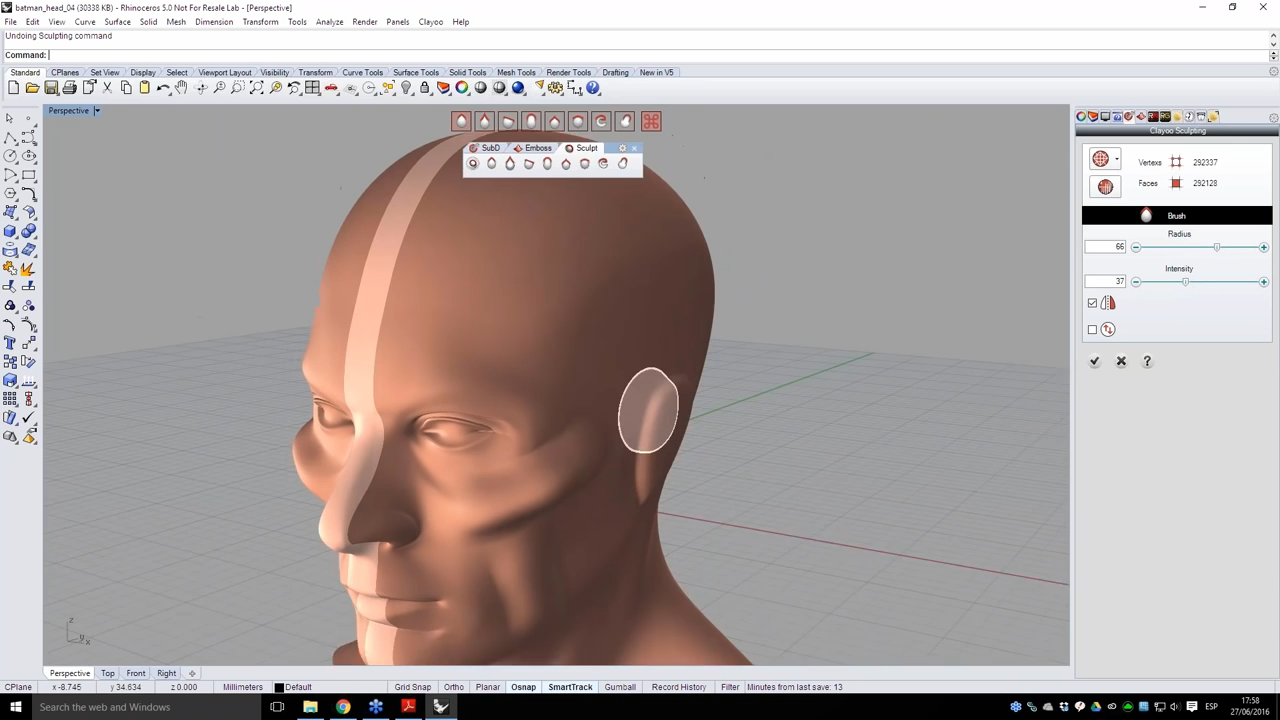 batman_head_04 (30338 KB) - Rhinoceros 5.0 Not For Resale Lab - [Perspective]
File Edit View Curve Surface Solid Mesh Dimension Transform Tools Analyze Render Panels Clayoo Help
Undoing Sculpting command
Command:
Standard CPlanes Set View Display Select Viewport Layout Visibility Transform Curve Tools Surface Tools Solid Tools Mesh Tools Render Tools Drafting New in V5
Perspective
SubD Emboss Sculpt
Clayoo Sculpting
Vertexs 292337
Faces 292128
Brush
Radius
66
Intensity
37
z
y x
Perspective Top Front Right
CPlane x -8.745 y 34.634 z 0.000 Millimeters Default Grid Snap Ortho Planar Osnap SmartTrack Gumball Record History Filter Minutes from last save: 13
Search the web and Windows
ESP
17:58
27/06/2016